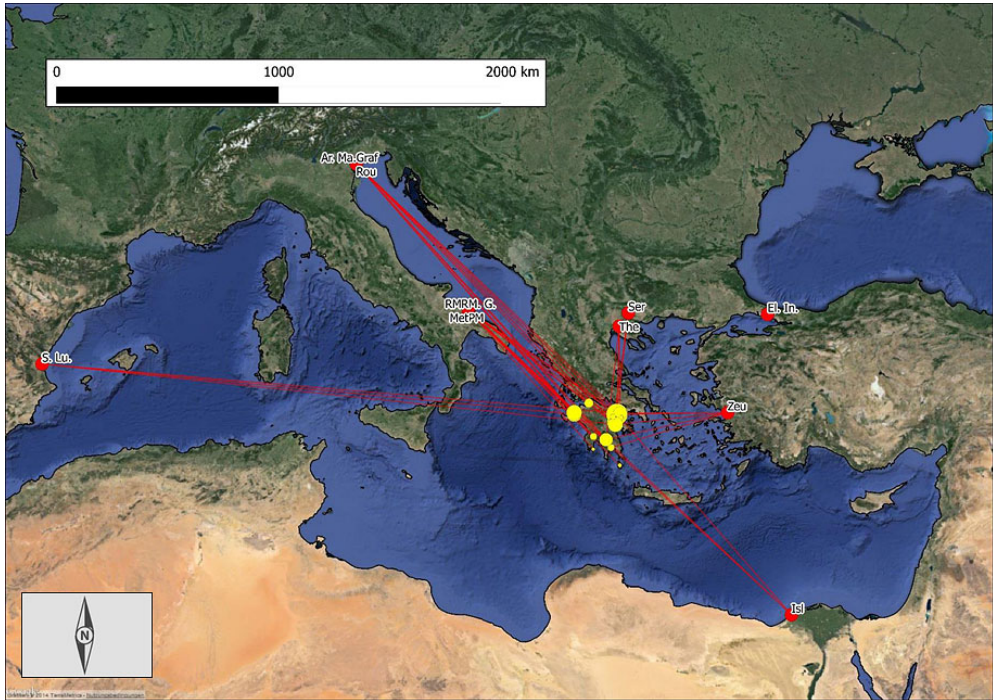 0 1000 2000 km
Ar. Ma.Graf
Rou
RMRM. G.
MetPM
Ser
The
El. In.
S. Lu.
Zeu
Isl
N